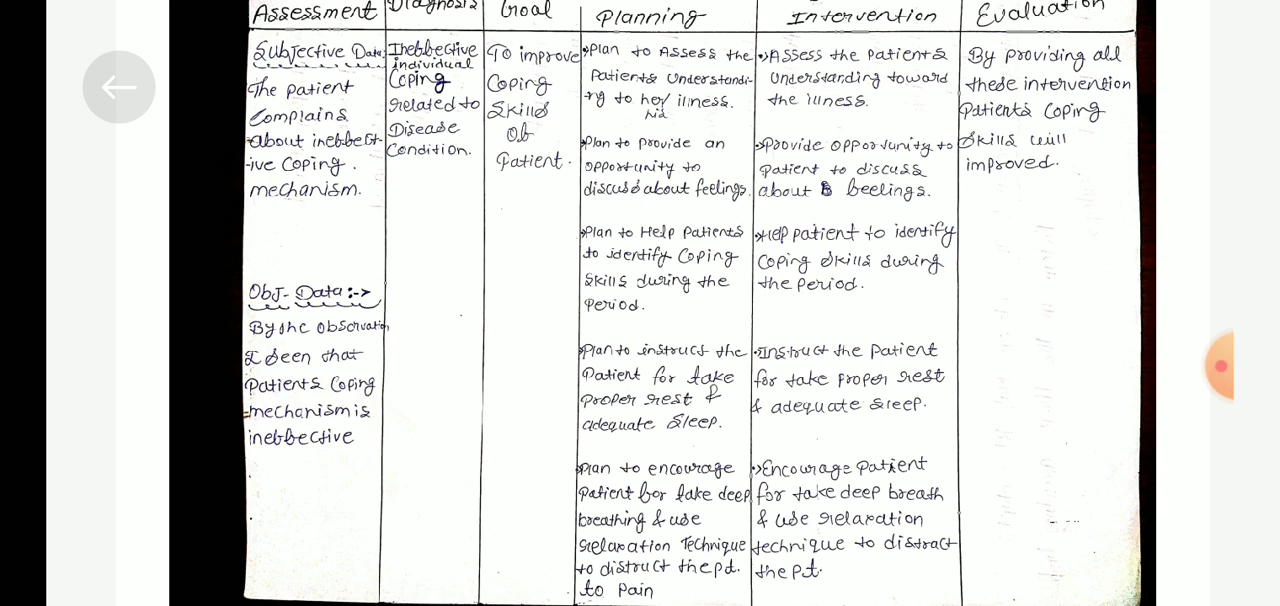 Assessment
Diagnosis
Goal
Planning
Intervention
Evaluation
Subjective Data:
The patient
Complains
about ineffect-
-ive Coping.
mechanism.
Obj- Data:->
By the observation
I seen that
Patients Coping
-mechanism is
ineffective
Ineffective
individual
Coping
related to
Disease
Condition.
To improve
Coping
Skills
Of
Patient.
Plan to Assess the
Patients Understandi-
ng to her/ illness.
his
Plan to provide an
opportunity to
discuss about feelings.
Plan to Help Patients
to identify Coping
Skills during the
Period.
Plan to instruct the
Patient for take
proper rest &
adequate Sleep.
Plan to encourage
Patient for take deep
breathing & use
relaxation Technique
to distruct the pd.
to Pain
Assess the Patients
Understanding toward
the illness.
Provide opportunity to
Patient to discuss
about feelings.
Help patient to identify
Coping Skills during
the Period.
Instruct the Patient
for take proper rest
& adequate Sleep.
Encourage Patient
for take deep breath
& use relaxation
technique to distract
the pt.
By providing all
these intervention
Patients Coping
Skills will
improved.